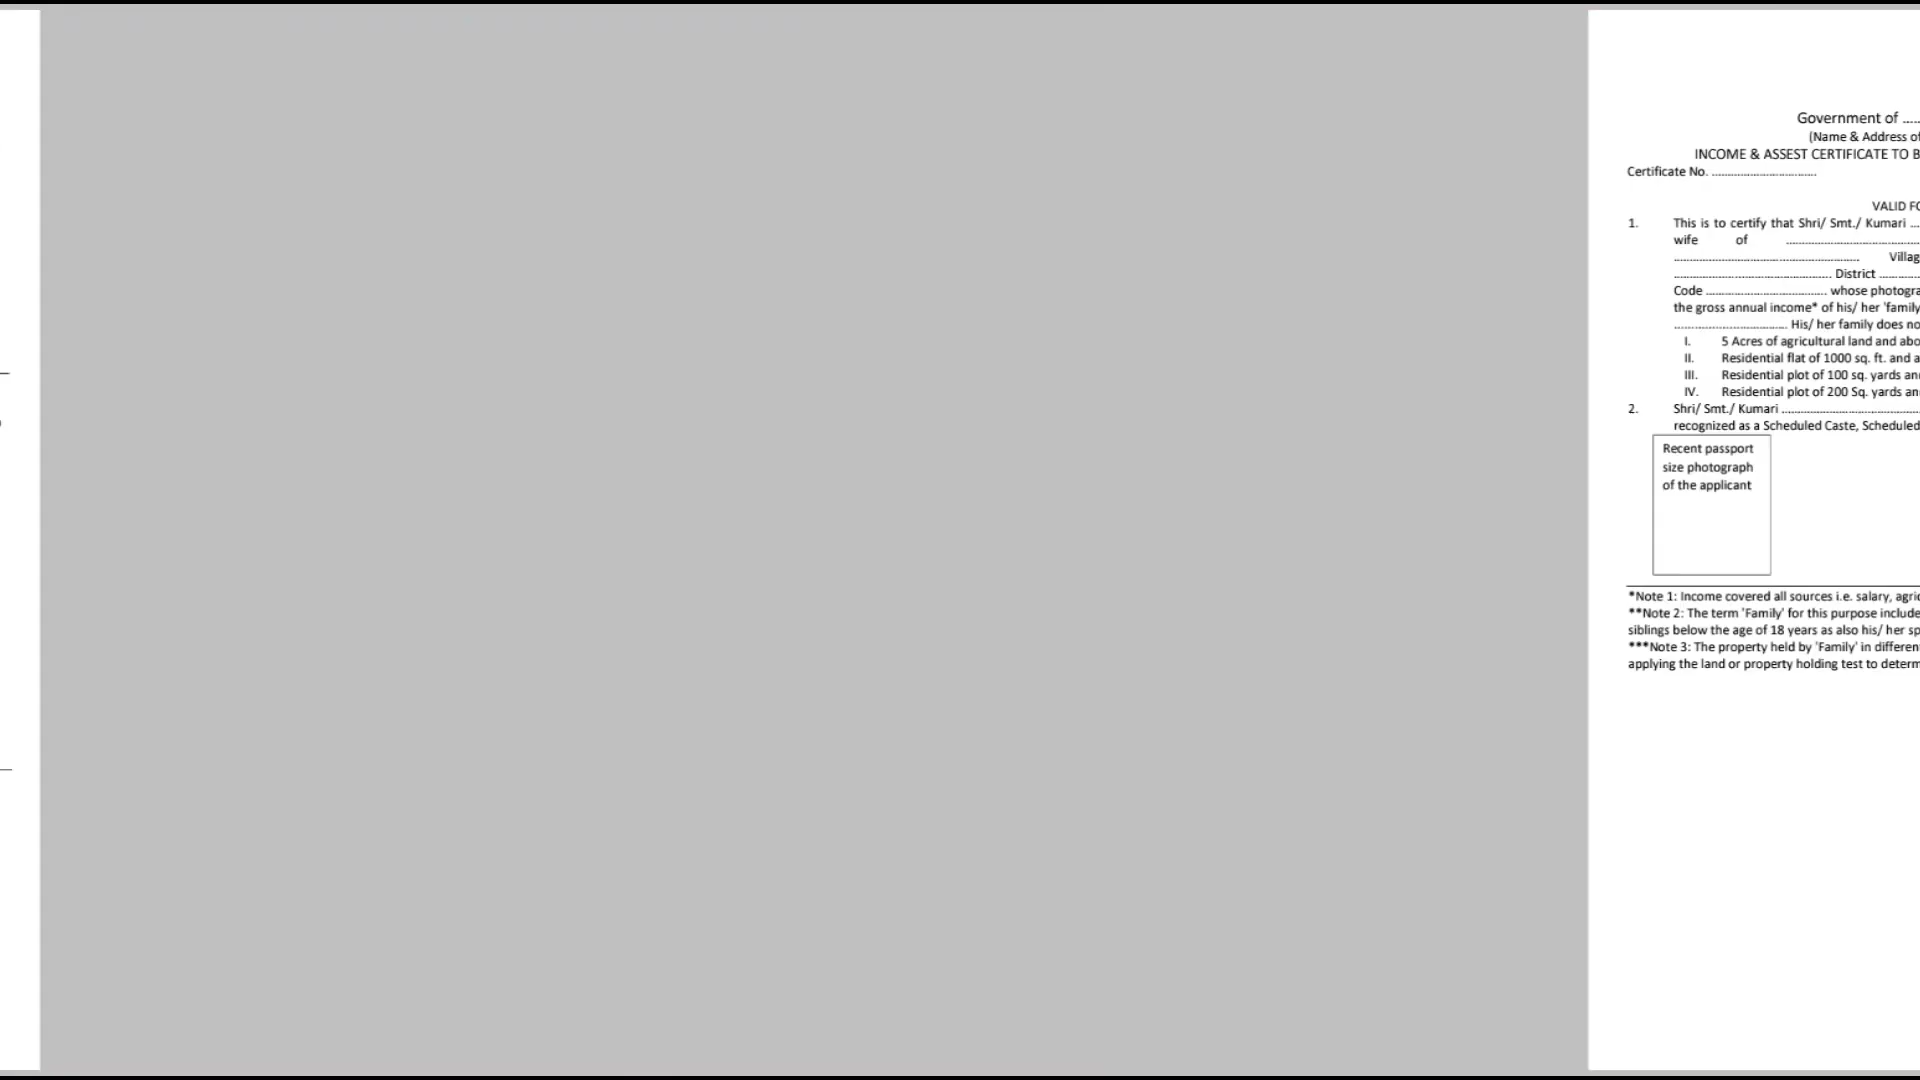 Government of .....
(Name & Address of
INCOME & ASSEST CERTIFICATE TO B
Certificate No. ......................................
VALID FO
1. This is to certify that Shri/ Smt./ Kumari ...
wife of ................................................
................................................................ Villag
....................................................... District ..............
Code .......................................... whose photogra
the gross annual income* of his/ her 'family
....................................... His/ her family does no
I. 5 Acres of agricultural land and abo
II. Residential flat of 1000 sq. ft. and a
III. Residential plot of 100 sq. yards an
IV. Residential plot of 200 Sq. yards an
2. Shri/ Smt./ Kumari ................................................
recognized as a Scheduled Caste, Scheduled
Recent passport
size photograph
of the applicant
*Note 1: Income covered all sources i.e. salary, agric
**Note 2: The term 'Family' for this purpose include
siblings below the age of 18 years as also his/ her sp
***Note 3: The property held by 'Family' in differen
applying the land or property holding test to determ